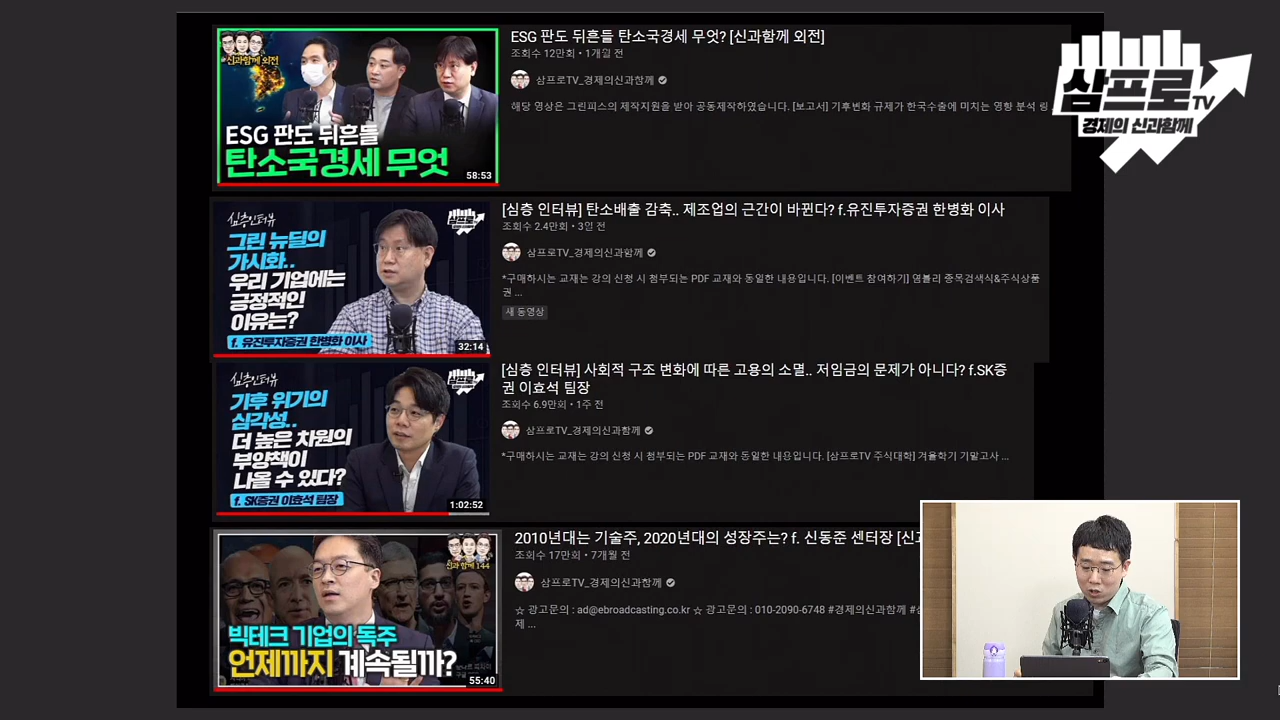 ESG 판도 뒤흔들 탄소국경세 무엇? [신과함께 외전]
조회수 12만회 • 1개월 전
삼프로TV_경제의신과함께
해당 영상은 그린피스의 제작지원을 받아 공동제작하였습니다. [보고서] 기후변화 규제가 한국수출에 미치는 영향 분석 링
신과함께 외전
ESG 판도 뒤흔들
탄소국경세 무엇
58:53
삼프로TV
경제의 신과함께
[심층 인터뷰] 탄소배출 감축.. 제조업의 근간이 바뀐다? f.유진투자증권 한병화 이사
조회수 2.4만회 • 3일 전
삼프로TV_경제의신과함께
*구매하시는 교재는 강의 신청 시 첨부되는 PDF 교재와 동일한 내용입니다. [이벤트 참여하기] 염블리 종목검색식&주식상품
권 ...
새 동영상
심층인터뷰
그린 뉴딜의
가시화..
우리 기업에는
긍정적인
이유는?
f. 유진투자증권 한병화 이사
32:14
[심층 인터뷰] 사회적 구조 변화에 따른 고용의 소멸.. 저임금의 문제가 아니다? f.SK증
권 이효석 팀장
조회수 6.9만회 • 1주 전
삼프로TV_경제의신과함께
*구매하시는 교재는 강의 신청 시 첨부되는 PDF 교재와 동일한 내용입니다. [삼프로TV 주식대학] 겨울학기 기말고사 ...
심층인터뷰
기후 위기의
심각성..
더 높은 차원의
부양책이
나올 수 있다?
f. SK증권 이효석 팀장
1:02:52
2010년대는 기술주, 2020년대의 성장주는? f. 신동준 센터장 [신과
조회수 17만회 • 7개월 전
삼프로TV_경제의신과함께
☆ 광고문의 : ad@ebroadcasting.co.kr ☆ 광고문의 : 010-2090-6748 #경제의신과함께
제 ...
신과 함께 144
빅테크 기업의 독주
언제까지 계속될까?
55:40